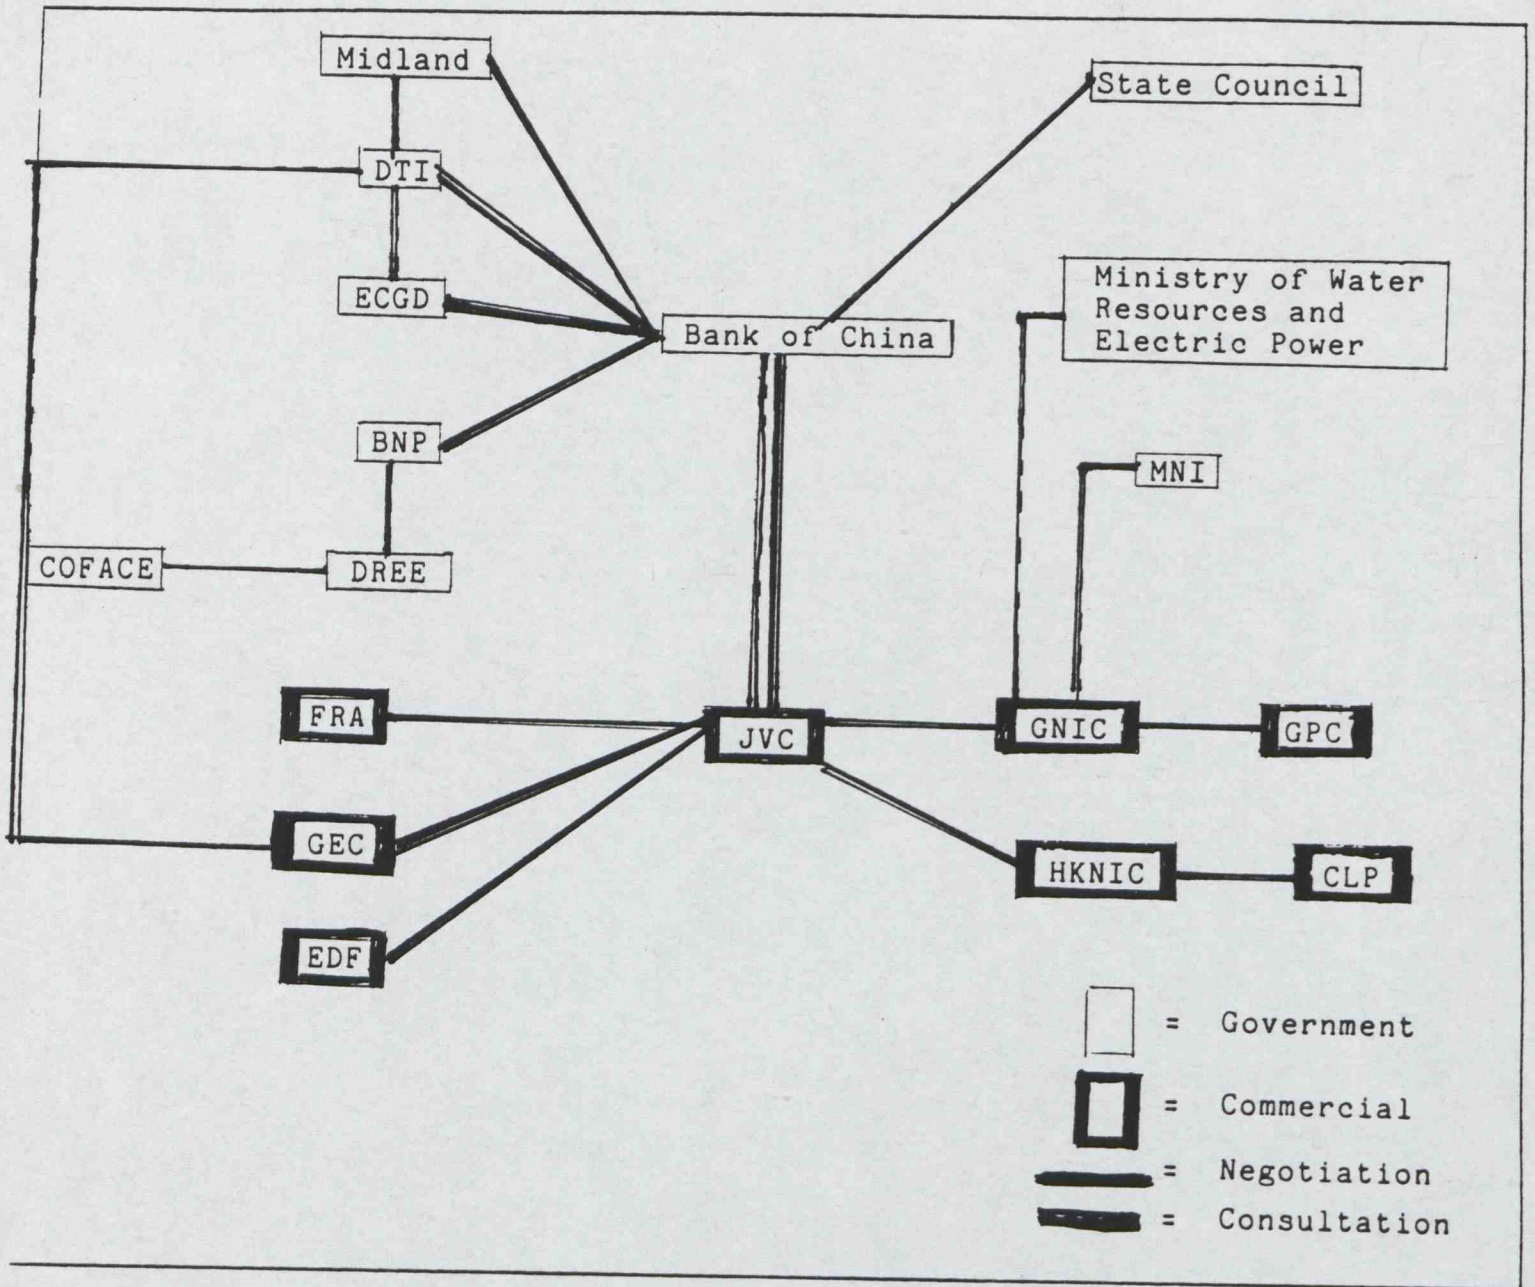 Midland
State Council
DTI
ECGD
Ministry of Water
Resources and
Electric Power
Bank of China
BNP
MNI
COFACE
DREE
FRA
JVC
GNIC
GPC
GEC
HKNIC
CLP
EDF
= Government
= Commercial
= Negotiation
= Consultation